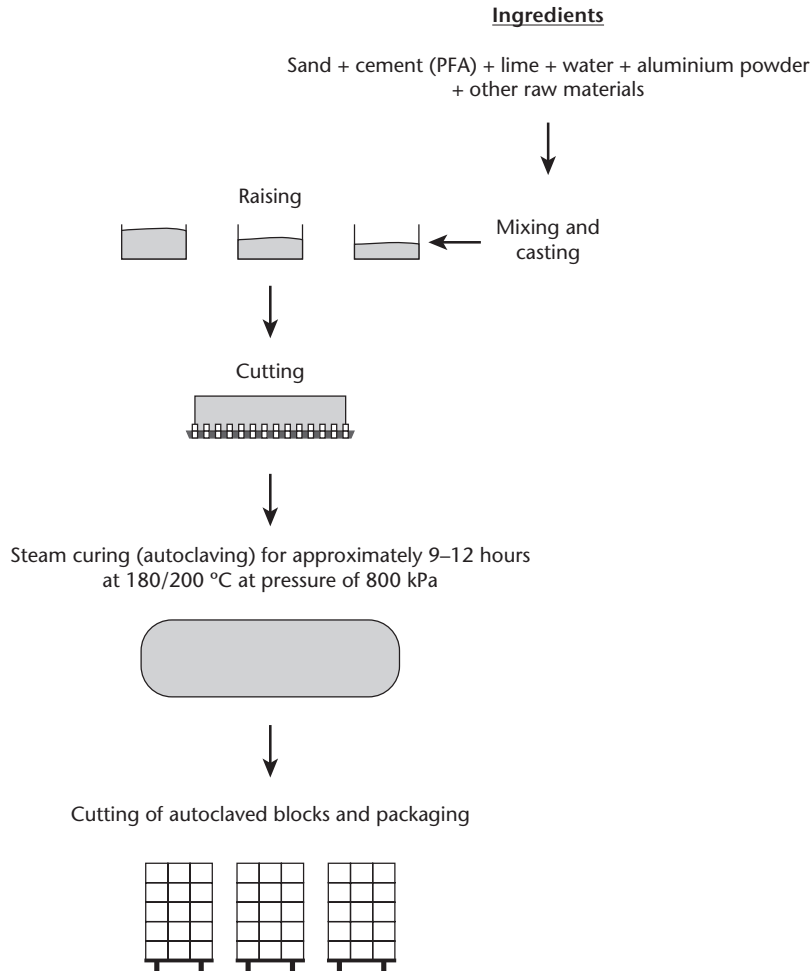 Ingredients
Sand + cement (PFA) + lime + water + aluminium powder
+ other raw materials
Raising
Mixing and
casting
Cutting
Steam curing (autoclaving) for approximately 9–12 hours
at 180/200 ºC at pressure of 800 kPa
Cutting of autoclaved blocks and packaging